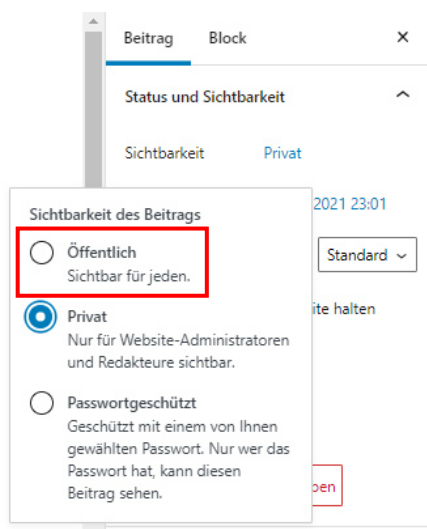 Beitrag Block ×
Status und Sichtbarkeit
Sichtbarkeit Privat
2021 23:01
Sichtbarkeit des Beitrags
Öffentlich
Sichtbar für jeden.
Standard
Privat
Nur für Website-Administratoren
und Redakteure sichtbar.
halten
Passwortgeschützt
Geschützt mit einem von Ihnen
gewählten Passwort. Nur wer das
Passwort hat, kann diesen
Beitrag sehen.